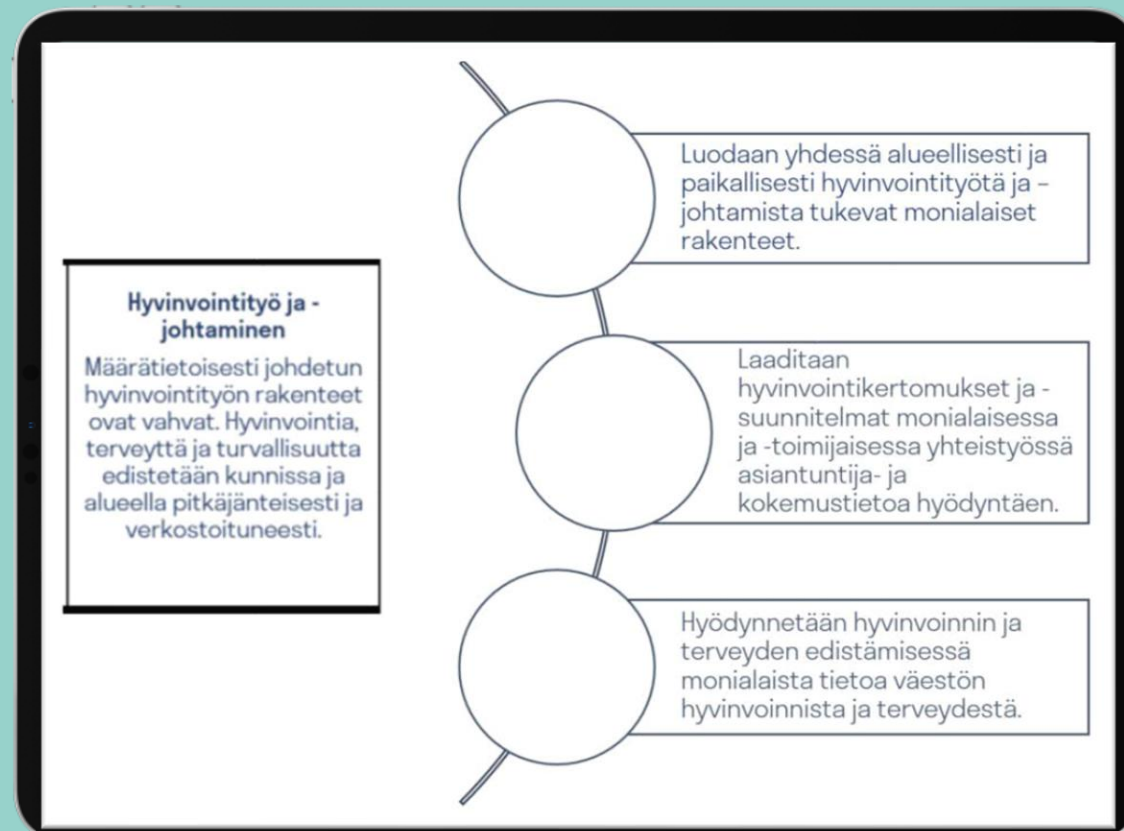 Hyvinvointityö ja -
johtaminen
Määrätietoisesti johdetun
hyvinvointityön rakenteet
ovat vahvat. Hyvinvointia,
terveyttä ja turvallisuutta
edistetään kunnissa ja
alueella pitkäjänteisesti ja
verkostoituneesti.
Luodaan yhdessä alueellisesti ja
paikallisesti hyvinvointityötä ja –
johtamista tukevat monialaiset
rakenteet.
Laaditaan
hyvinvointikertomukset ja -
suunnitelmat monialaisessa
ja -toimijaisessa yhteistyössä
asiantuntija- ja
kokemustietoa hyödyntäen.
Hyödynnetään hyvinvoinnin ja
terveyden edistämisessä
monialaista tietoa väestön
hyvinvoinnista ja terveydestä.